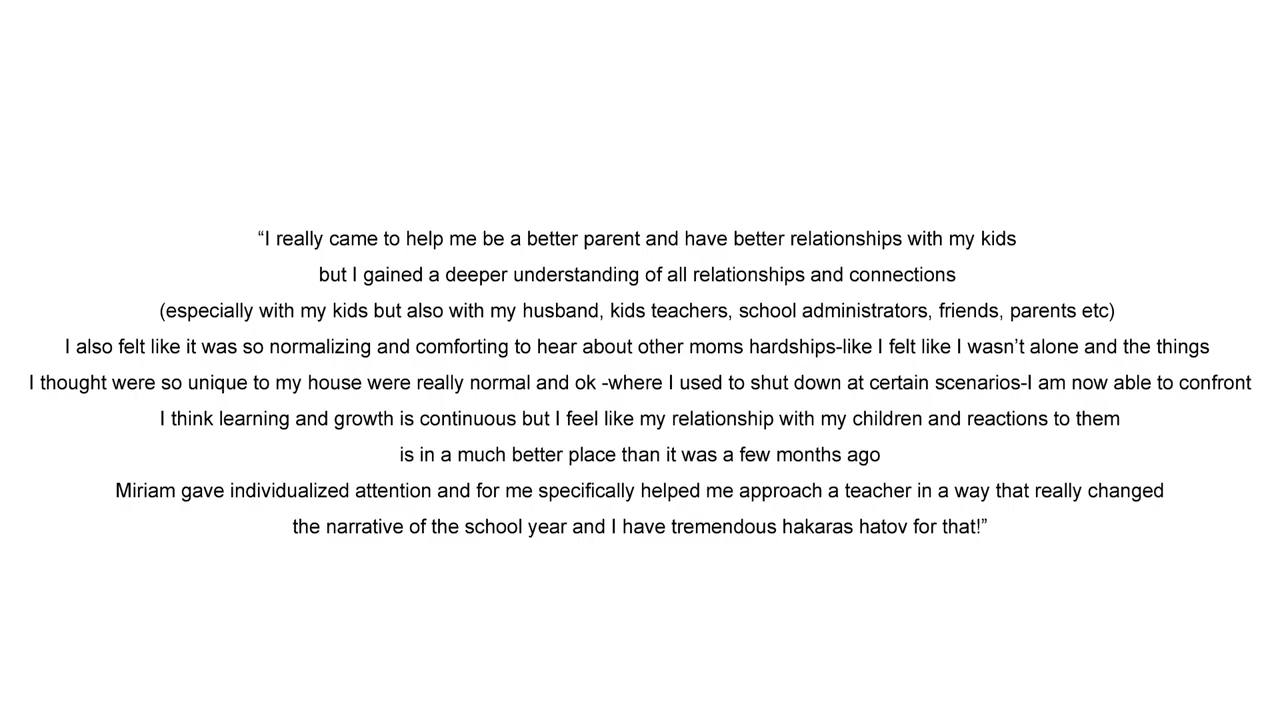 “I really came to help me be a better parent and have better relationships with my kids
but I gained a deeper understanding of all relationships and connections
(especially with my kids but also with my husband, kids teachers, school administrators, friends, parents etc)
I also felt like it was so normalizing and comforting to hear about other moms hardships-like I felt like I wasn’t alone and the things
I thought were so unique to my house were really normal and ok -where I used to shut down at certain scenarios-I am now able to confront
I think learning and growth is continuous but I feel like my relationship with my children and reactions to them
is in a much better place than it was a few months ago
Miriam gave individualized attention and for me specifically helped me approach a teacher in a way that really changed
the narrative of the school year and I have tremendous hakaras hatov for that!”